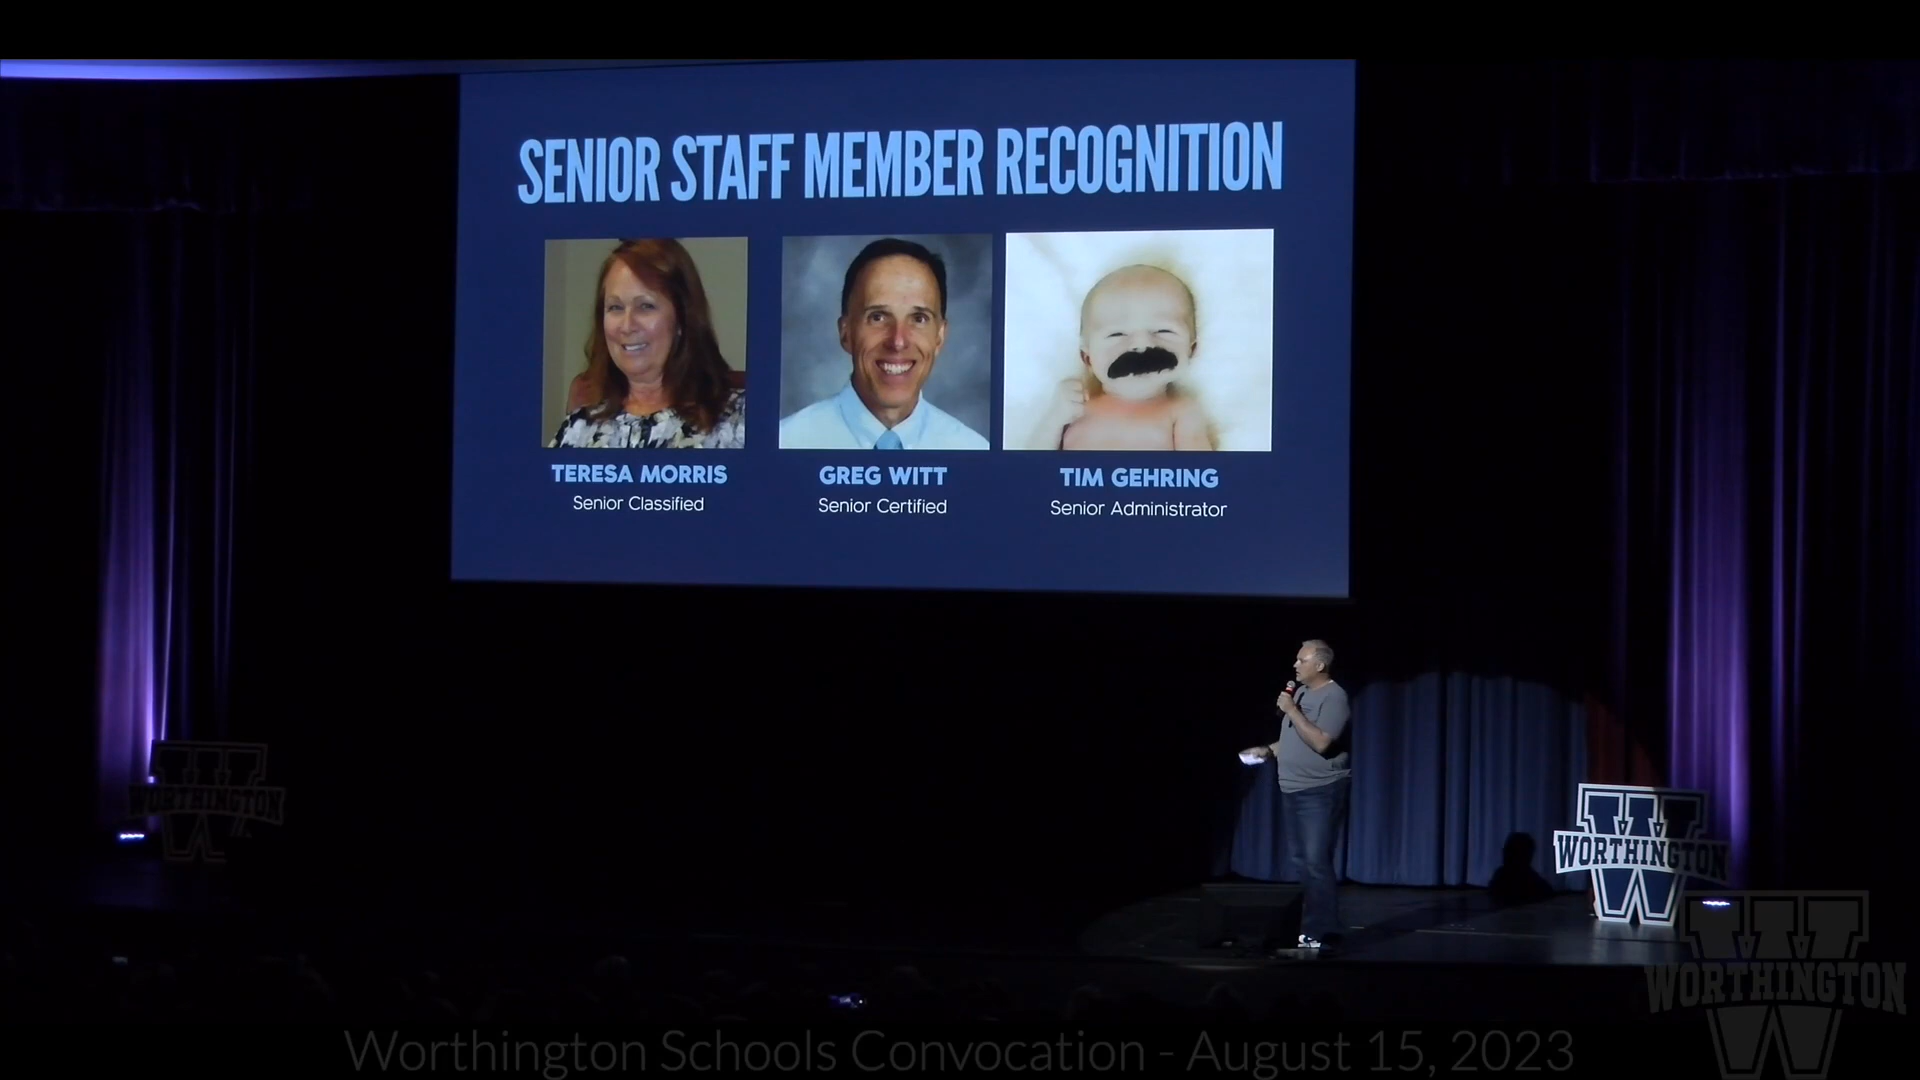 SENIOR STAFF MEMBER RECOGNITION
TERESA MORRIS
Senior Classified
GREG WITT
Senior Certified
TIM GEHRING
Senior Administrator
WORTHINGTON
WORTHINGTON
WORTHINGTON
Worthington Schools Convocation - August 15, 2023